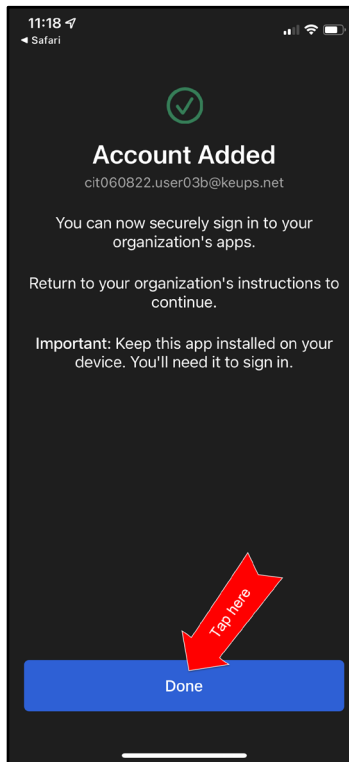 11:18
◀ Safari
Account Added
cit060822.user03b@keups.net
You can now securely sign in to your
organization's apps.
Return to your organization's instructions to
continue.
Important: Keep this app installed on your
device. You'll need it to sign in.
Tap here
Done